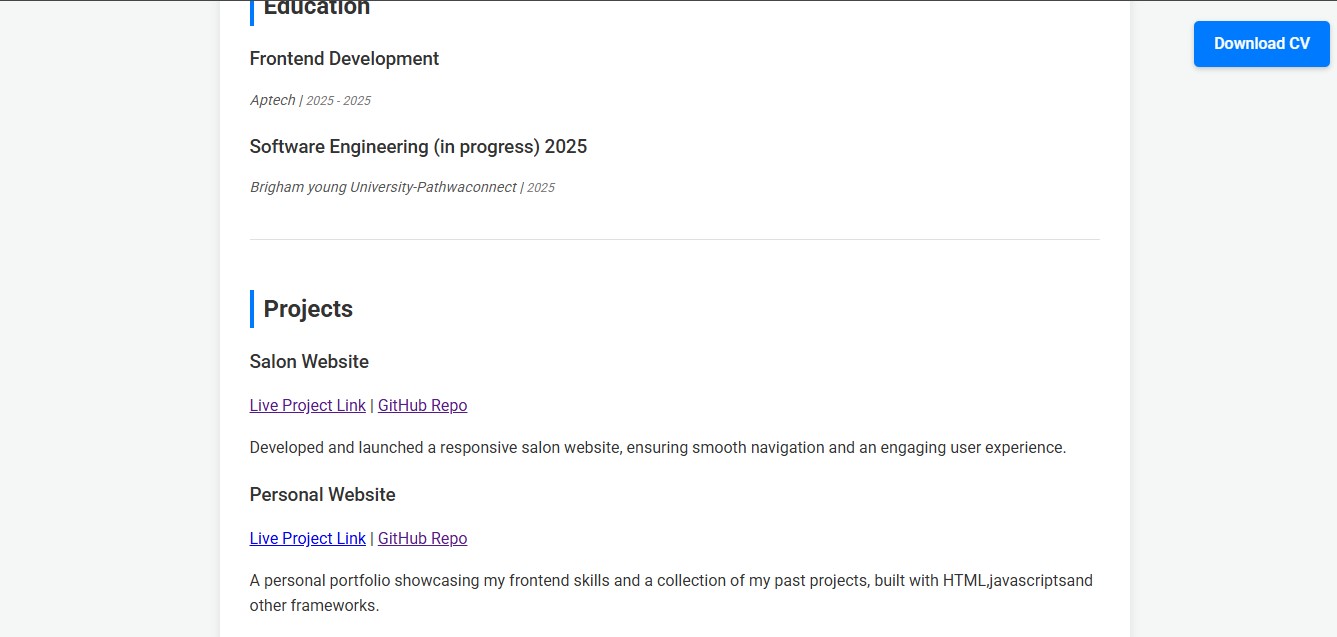 Education
Download CV
Frontend Development
Aptech | 2025 - 2025
Software Engineering (in progress) 2025
Brigham young University-Pathwaconnect | 2025
Projects
Salon Website
Live Project Link | GitHub Repo
Developed and launched a responsive salon website, ensuring smooth navigation and an engaging user experience.
Personal Website
Live Project Link | GitHub Repo
A personal portfolio showcasing my frontend skills and a collection of my past projects, built with HTML,javascriptsand
other frameworks.